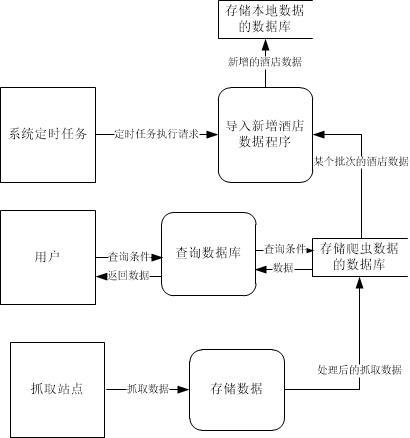 存储本地数据
的数据库
新增的酒店数据
系统定时任务
定时任务执行请求
导入新增酒店
数据程序
某个批次的酒店数据
用户
查询条件
返回数据
查询数据库
查询条件
数据
存储爬虫数据
的数据库
处理后的抓取数据
抓取站点
抓取数据
存储数据